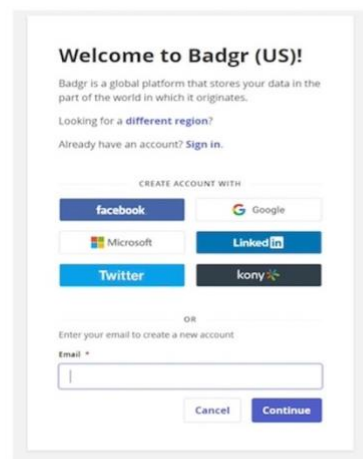 Welcome to Badgr (US)!
Badgr is a global platform that stores your data in the
part of the world in which it originates.
Looking for a different region?
Already have an account? Sign in.
CREATE ACCOUNT WITH
facebook Google
Microsoft Linked in
Twitter kony
OR
Enter your email to create a new account
Email *
Cancel Continue